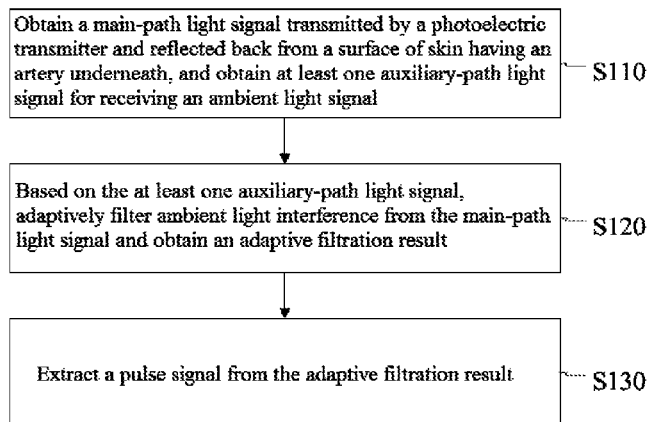 Obtain a main-path light signal transmitted by a photoelectric
transmitter and reflected back from a surface of skin having an
artery underneath, and obtain at least one auxiliary-path light
signal for receiving an ambient light signal
S110
Based on the at least one auxiliary-path light signal,
adaptively filter ambient light interference from the main-path
light signal and obtain an adaptive filtration result
S120
Extract a pulse signal from the adaptive filtration result
S130